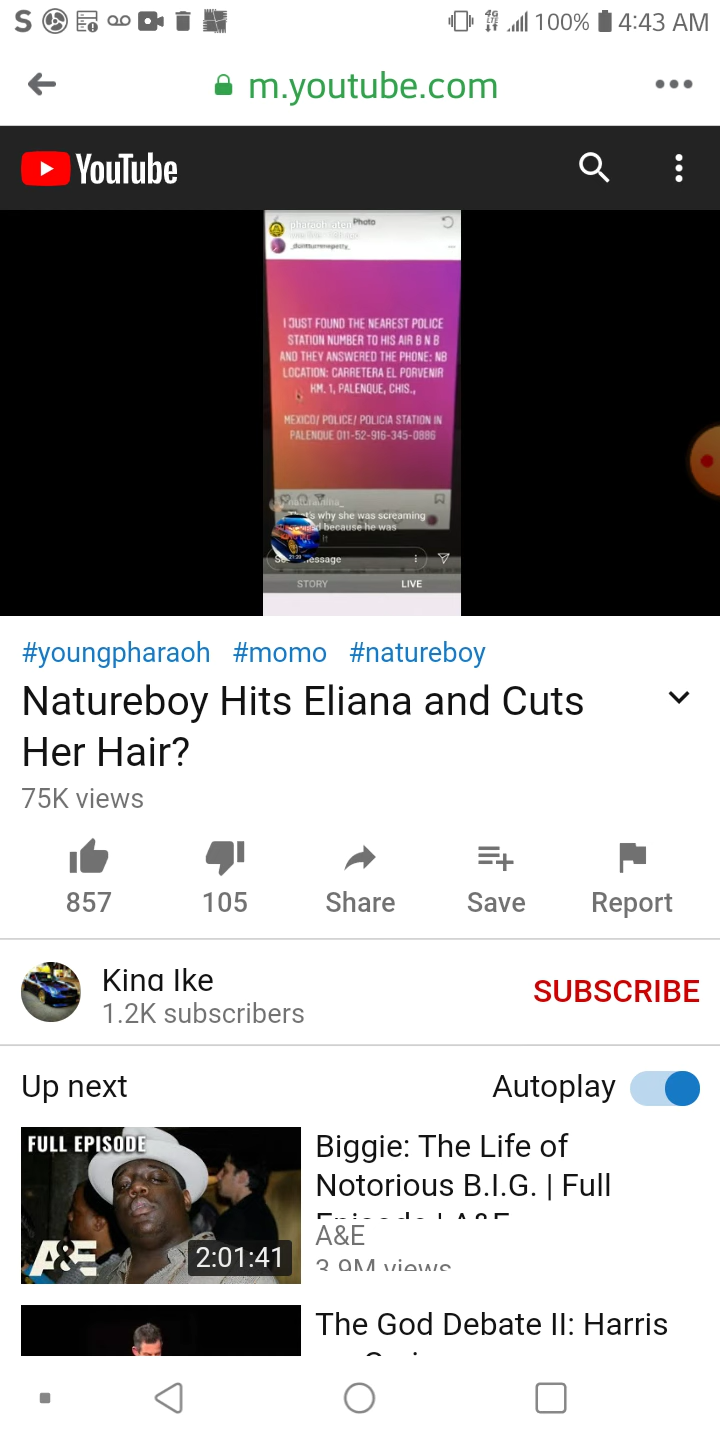 100% 4:43 AM
m.youtube.com
YouTube
Photo
I JUST FOUND THE NEAREST POLICE
STATION NUMBER TO HIS AIR B N B
AND THEY ANSWERED THE PHONE: NB
LOCATION: CARRETERA EL PORVENIR
KM. 1, PALENQUE, CHIS.,
MEXICO/ POLICE/ POLICIA STATION IN
PALENQUE 011-52-916-345-0886
That's why she was screaming
because he was
STORY LIVE
#youngpharaoh #momo #natureboy
Natureboy Hits Eliana and Cuts
Her Hair?
75K views
857 105 Share Save Report
King Ike
1.2K subscribers
SUBSCRIBE
Up next Autoplay
FULL EPISODE
A&E
2:01:41
Biggie: The Life of
Notorious B.I.G. | Full
Episode | A&E
A&E
3.9M views
The God Debate II: Harris